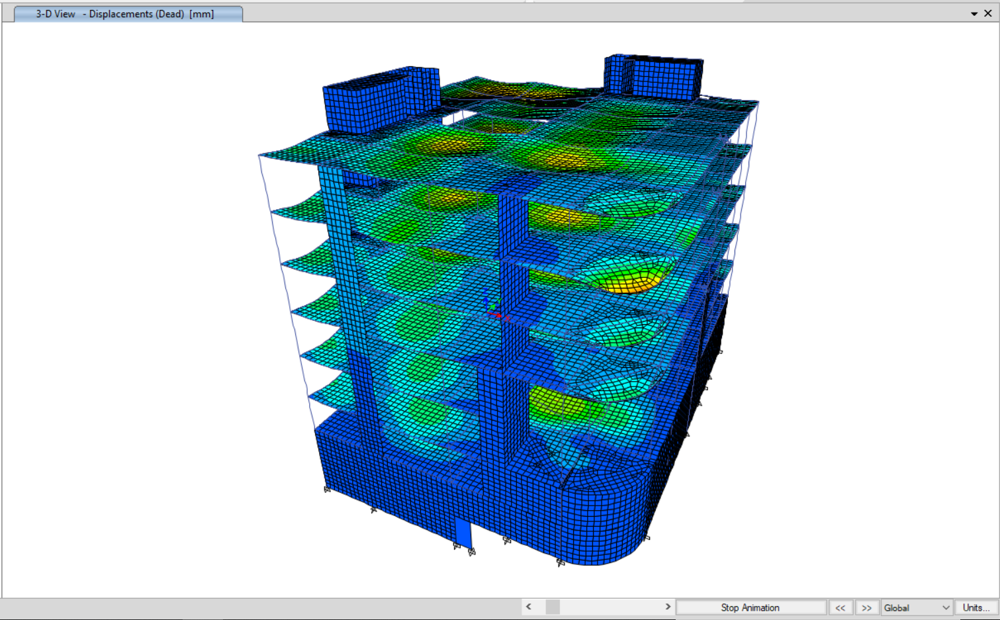 3-D View - Displacements (Dead) [mm]
Stop Animation
<<
>>
Global
Units...